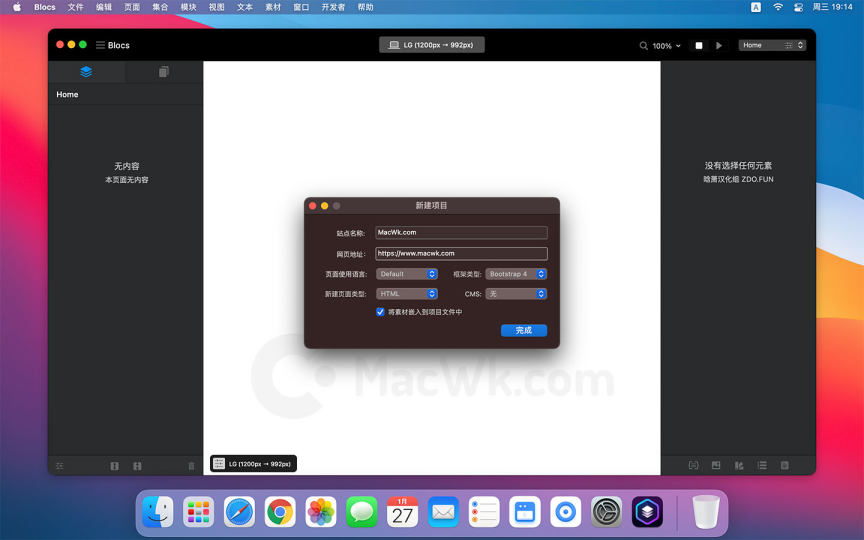 Blocs 文件 编辑 页面 集合 模块 视图 文本 素材 窗口 开发者 帮助 A 周三 19:14
Blocs LG (1200px → 992px) 100% Home
Home
无内容
本页面无内容
没有选择任何元素
晗萧汉化组 ZDO.FUN
新建项目
站点名称: MacWk.com
网页地址: https://www.macwk.com
页面使用语言: Default 框架类型: Bootstrap 4
新建页面类型: HTML CMS: 无
将素材嵌入到项目文件中
完成
MacWk.com
LG (1200px → 992px)
1月
27